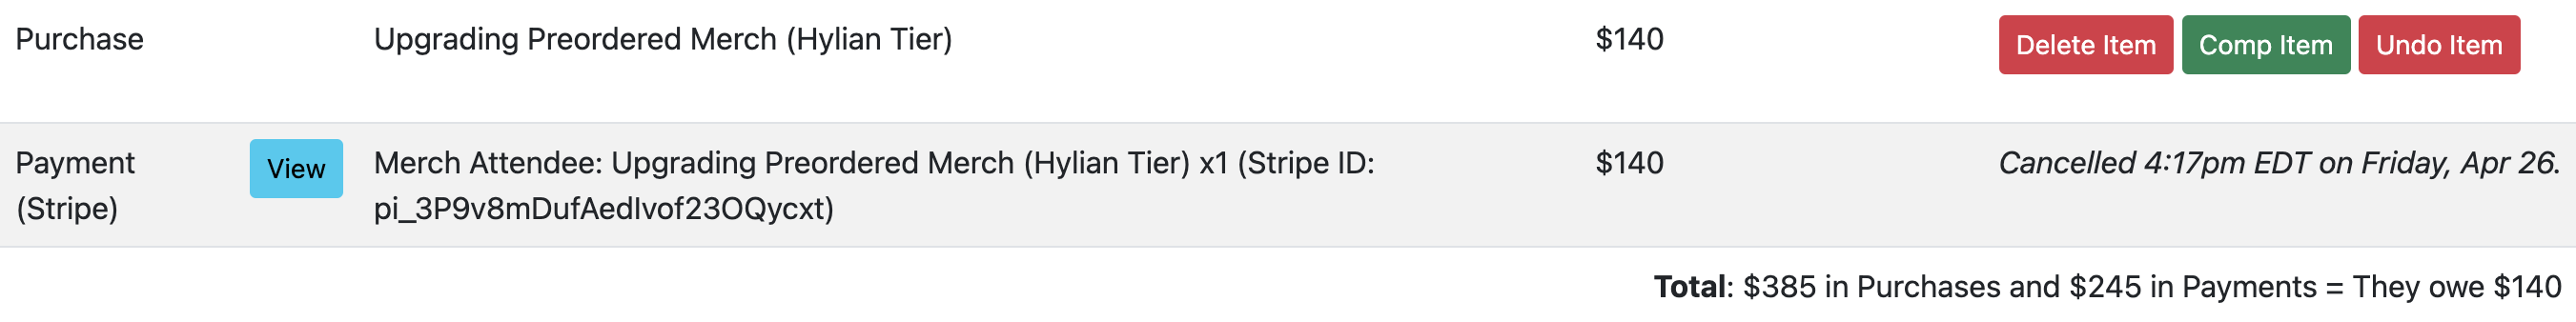 Purchase Upgrading Preordered Merch (Hylian Tier) $140 Delete Item Comp Item Undo Item
Payment View Merch Attendee: Upgrading Preordered Merch (Hylian Tier) x1 (Stripe ID: $140 Cancelled 4:17pm EDT on Friday, Apr 26.
(Stripe) pi_3P9v8mDufAedIvof23OQycxt)
Total: $385 in Purchases and $245 in Payments = They owe $140